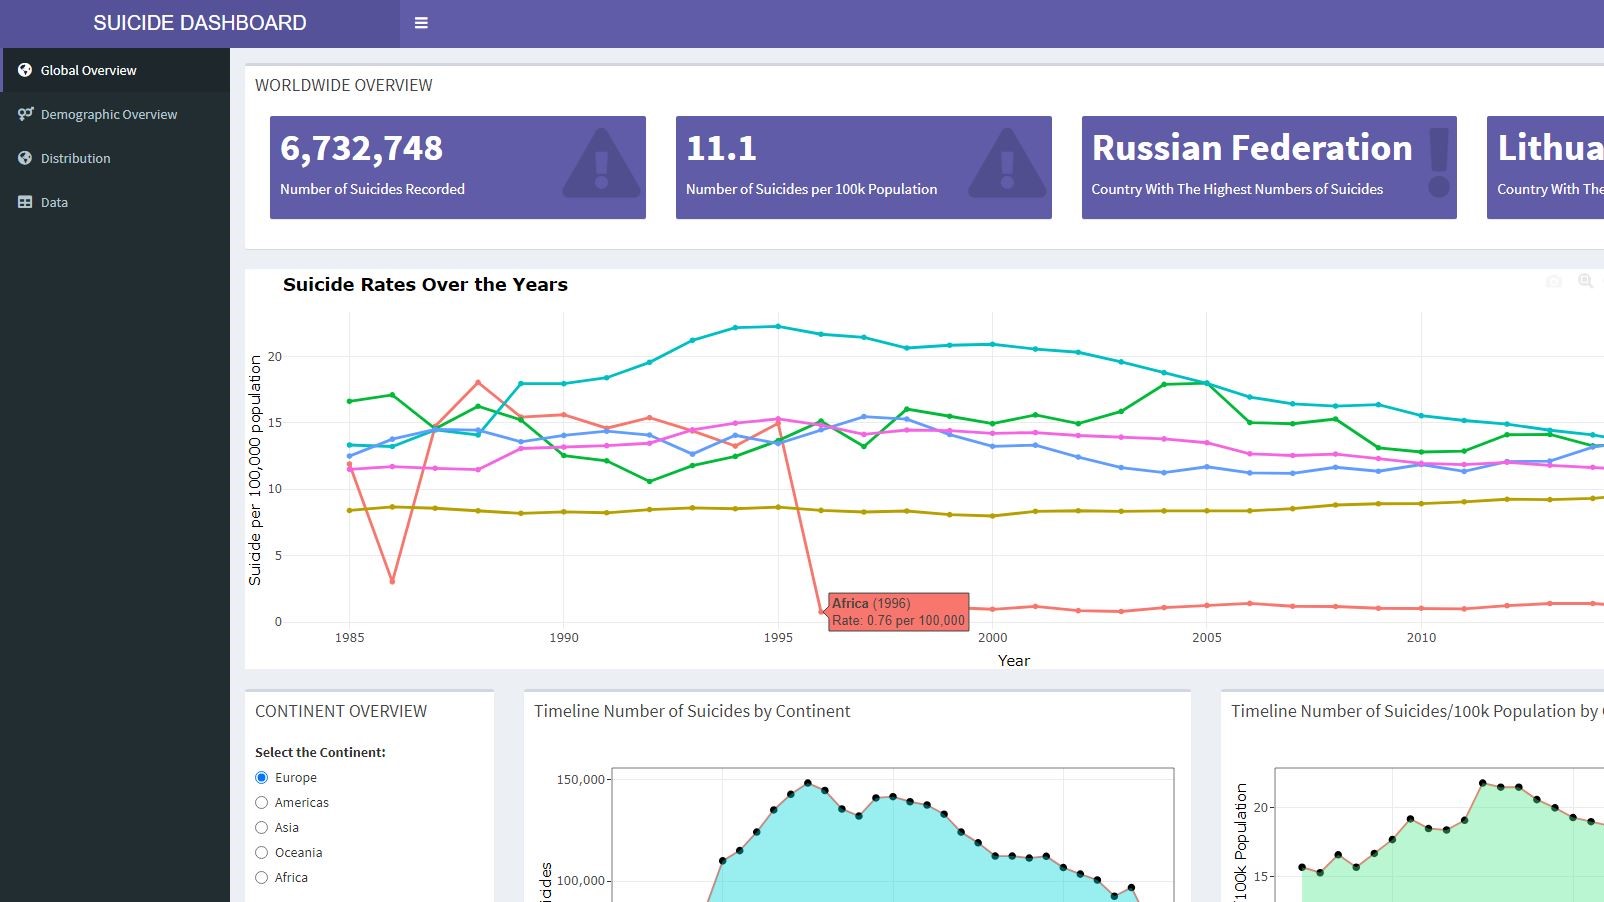 SUICIDE DASHBOARD
Global Overview
Demographic Overview
Distribution
Data
WORLDWIDE OVERVIEW
6,732,748
Number of Suicides Recorded
11.1
Number of Suicides per 100k Population
Russian Federation
Country With The Highest Numbers of Suicides
Lithua
Country With The
Suicide Rates Over the Years
Suicide per 100,000 population
20
15
10
5
0
Africa (1996)
Rate: 0.76 per 100,000
1985 1990 1995 2000 2005 2010
Year
CONTINENT OVERVIEW
Select the Continent:
Europe
Americas
Asia
Oceania
Africa
Timeline Number of Suicides by Continent
150,000
100,000
icides
Timeline Number of Suicides/100k Population by
20
15
/100k Population